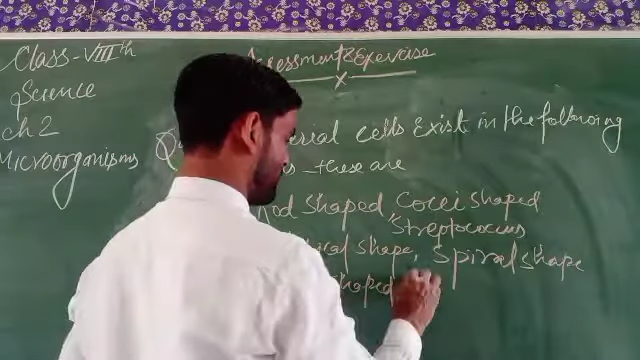 Class-VIIIth
Science
ch 2
Microorganisms
Assessment & Exercise
x
cells Exist in the following
these are
Rod Shaped, Cocci shaped
Streptococcus
shape, Spiral shape
shaped